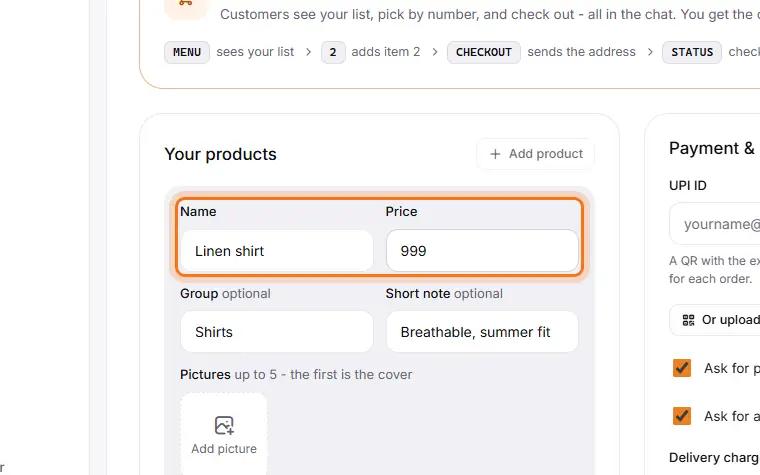 Customers see your list, pick by number, and check out - all in the chat. You get the
MENU sees your list > 2 adds item 2 > CHECKOUT sends the address > STATUS
Your products
+ Add product
Name
Price
Linen shirt
999
Group optional
Short note optional
Shirts
Breathable, summer fit
Pictures up to 5 - the first is the cover
Add picture
Payment &
UPI ID
yourname@
A QR with the
for each order.
Or upload
Ask for
Ask for
Delivery